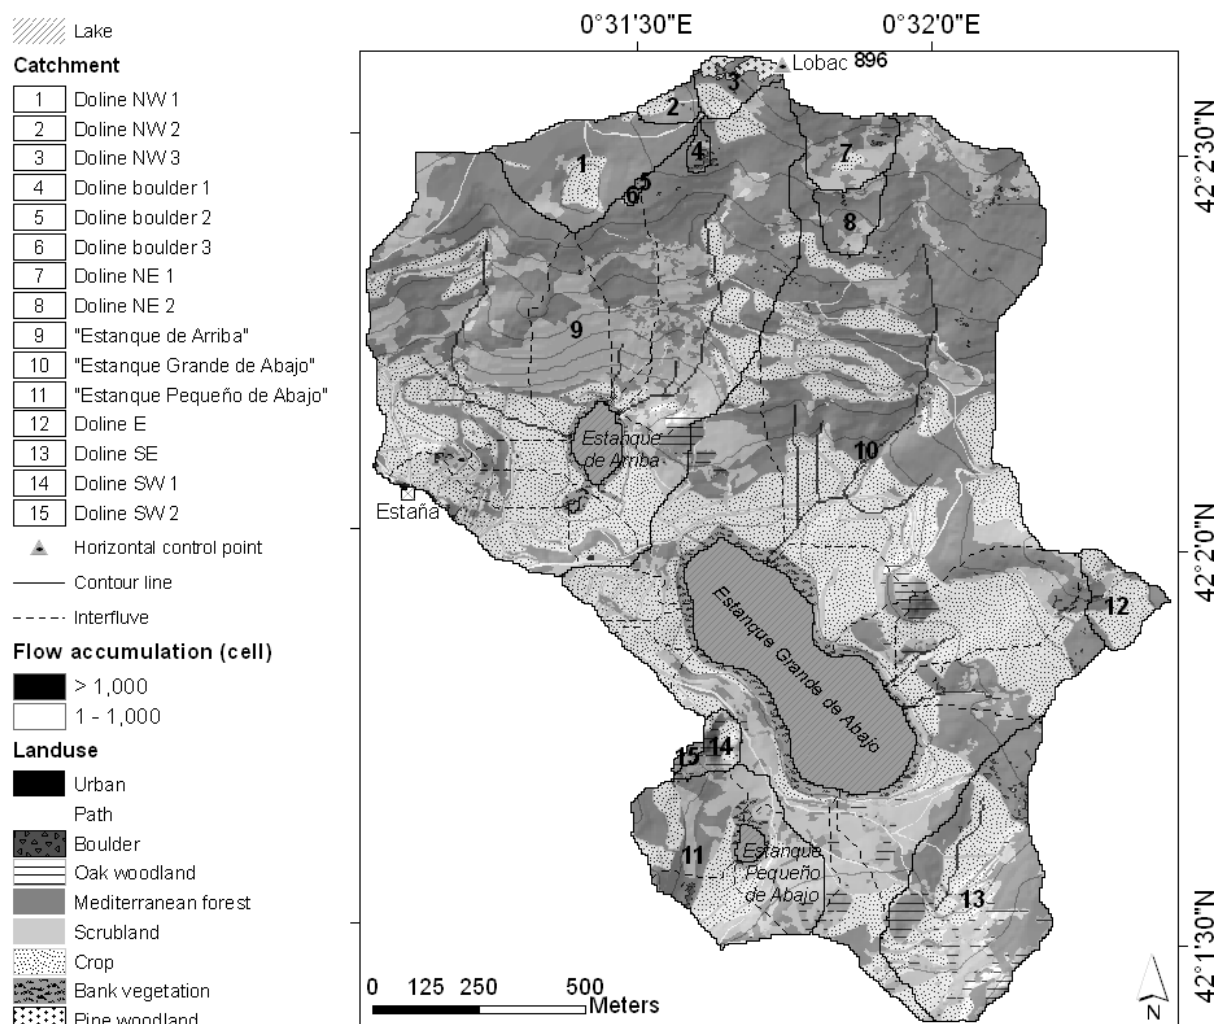 0°31'30"E
0°32'0"E
Lake
Catchment
1 Doline NW 1
2 Doline NW 2
3 Doline NW 3
4 Doline boulder 1
5 Doline boulder 2
6 Doline boulder 3
7 Doline NE 1
8 Doline NE 2
9 "Estanque de Arriba"
10 "Estanque Grande de Abajo"
11 "Estanque Pequeño de Abajo"
12 Doline E
13 Doline SE
14 Doline SW 1
15 Doline SW 2
Horizontal control point
Contour line
Interfluve
Flow accumulation (cell)
> 1,000
1 - 1,000
Landuse
Urban
Path
Boulder
Oak woodland
Mediterranean forest
Scrubland
Crop
Bank vegetation
Pine woodland
Lobac 896
3
2
42°2'30"N
1
4
7
5
6
8
9
10
Estanque
de Arriba
Estaña
42°2'0"N
12
Estanque Grande de Abajo
14
15
11
Estanque
Pequeño
de Abajo
13
42°1'30"N
0 125 250 500
Meters
N